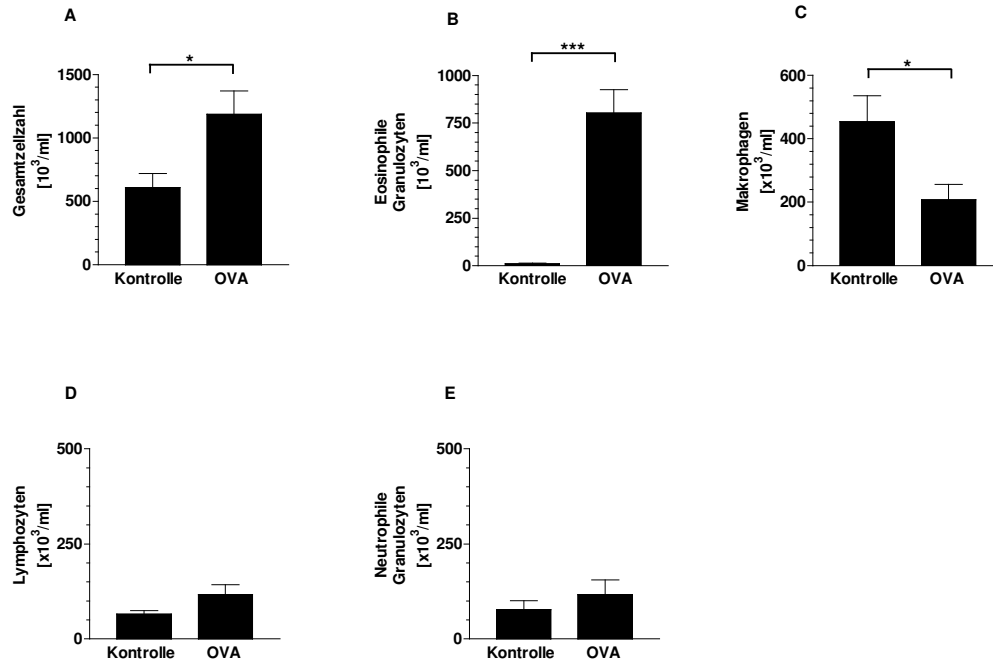 A
*
Gesamtzellzahl
[10³/ml]
1500
1000
500
0
Kontrolle OVA
B
***
Eosinophile
Granulozyten
[10³/ml]
1000
750
500
250
0
Kontrolle OVA
C
*
Makrophagen
[x10³/ml]
600
400
200
0
Kontrolle OVA
D
Lymphozyten
[x10³/ml]
500
250
0
Kontrolle OVA
E
Neutrophile
Granulozyten
[x10³/ml]
500
250
0
Kontrolle OVA